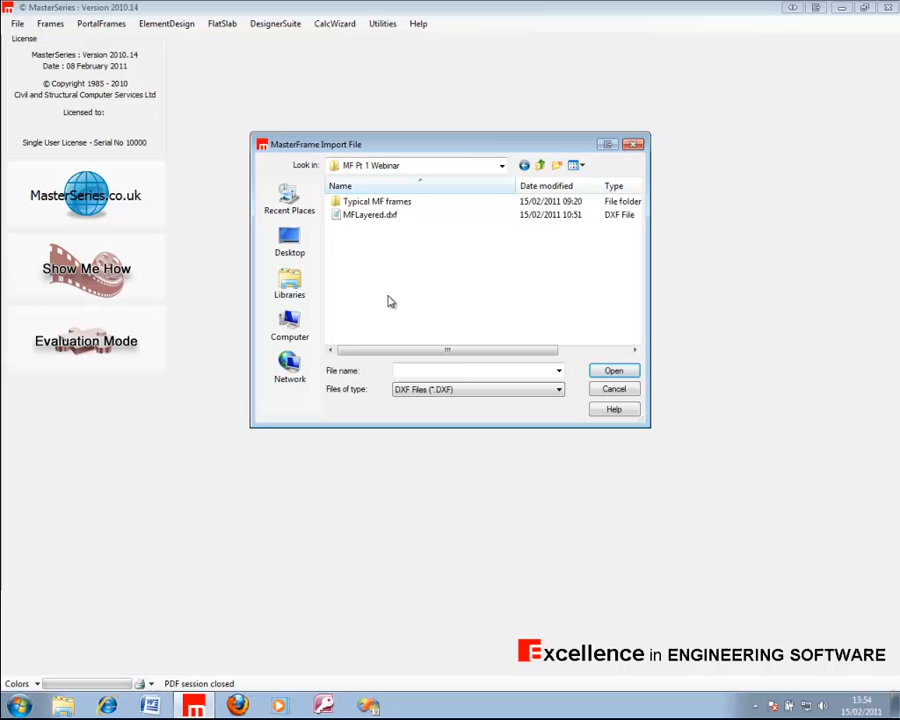 © MasterSeries: Version 2010.14
File Frames PortalFrames ElementDesign FlatSlab DesignerSuite CalcWizard Utilities Help
License
MasterSeries : Version 2010.14
Date : 08 February 2011
© Copyright 1985 - 2010
Civil and Structural Computer Services Ltd
Licensed to:
Single User License - Serial No 10000
MasterSeries.co.uk
Show Me How
Evaluation Mode
MasterFrame Import File
Look in: MF Pt 1 Webinar
Name Date modified Type
Typical MF frames 15/02/2011 09:20 File folder
MFLayered.dxf 15/02/2011 10:51 DXF File
Recent Places
Desktop
Libraries
Computer
Network
File name: Open
Files of type: DXF Files (*.DXF) Cancel
Help
Excellence in ENGINEERING SOFTWARE
Colors PDF session closed
13:54
15/02/2011